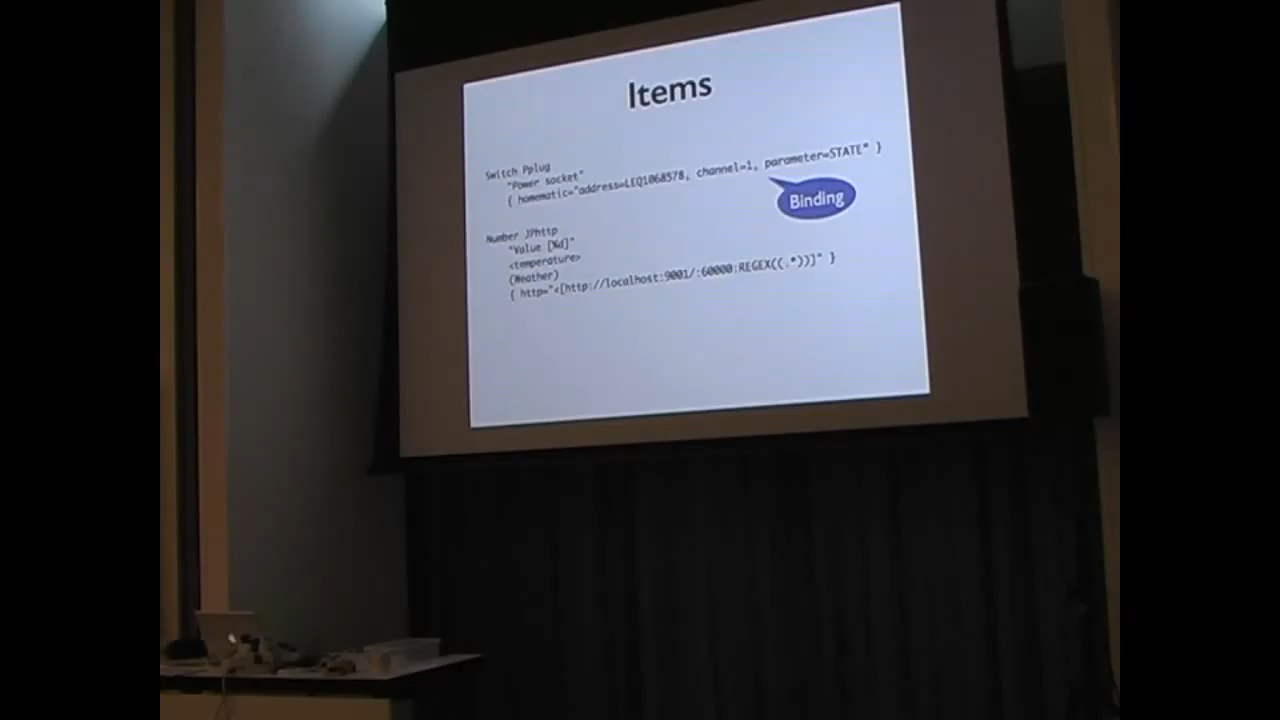 Items
Switch Pplug
"Power socket"
{ homematic="address=LEQ1068578, channel=1, parameter=STATE" }
Binding
Number JPhttp
"Value [%d]"
<temperature>
(Weather)
{ http="<[http://localhost:9001/:60000:REGEX((.*))]" }